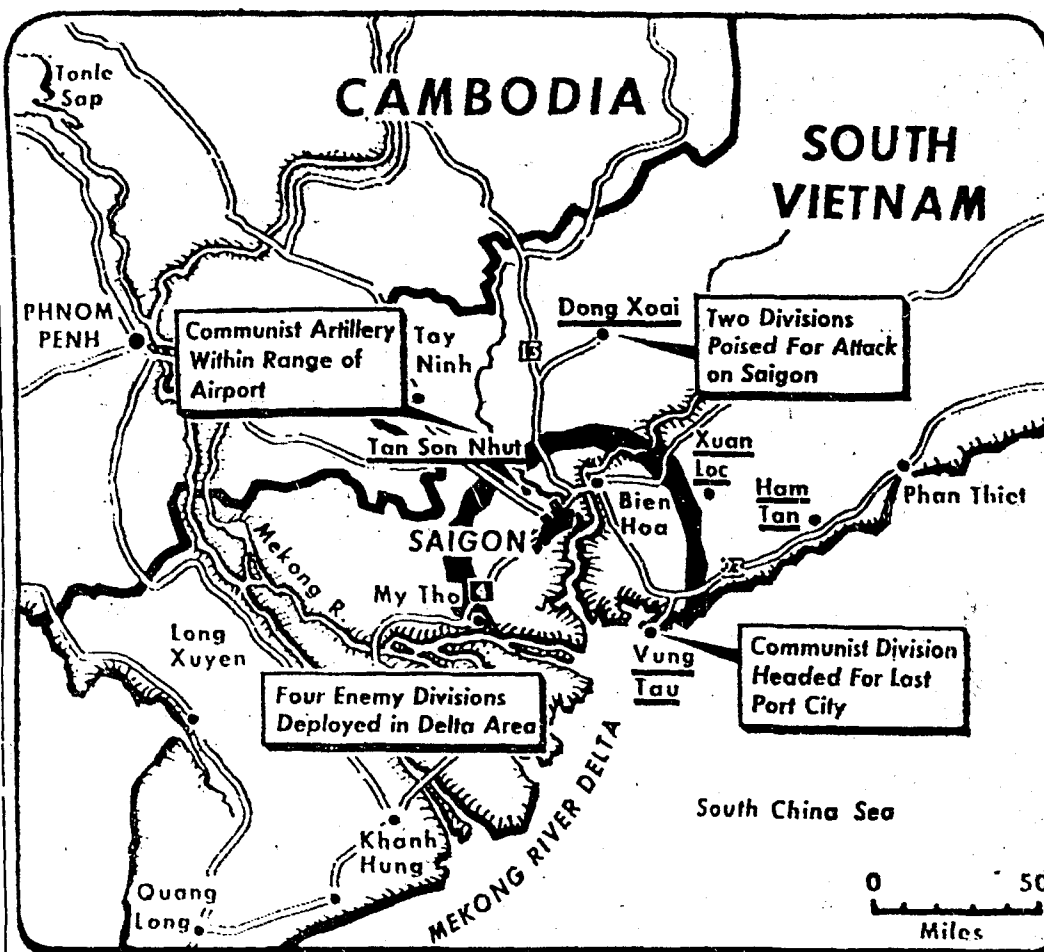 Tonle
Sap
CAMBODIA
SOUTH
VIETNAM
PHNOM
PENH
Communist Artillery
Within Range of
Airport
Tay
Ninh
13
Dong Xoai
Two Divisions
Poised For Attack
on Saigon
Tan Son Nhut
Xuan
Loc
Bien
Hoa
Ham
Tan
Phan Thiet
SAIGON
Mekong R.
My Tho
4
23
Long
Xuyen
Vung
Tau
Communist Division
Headed For Last
Port City
Four Enemy Divisions
Deployed in Delta Area
MEKONG RIVER DELTA
South China Sea
Khanh
Hung
Quang
Long
0 50
Miles